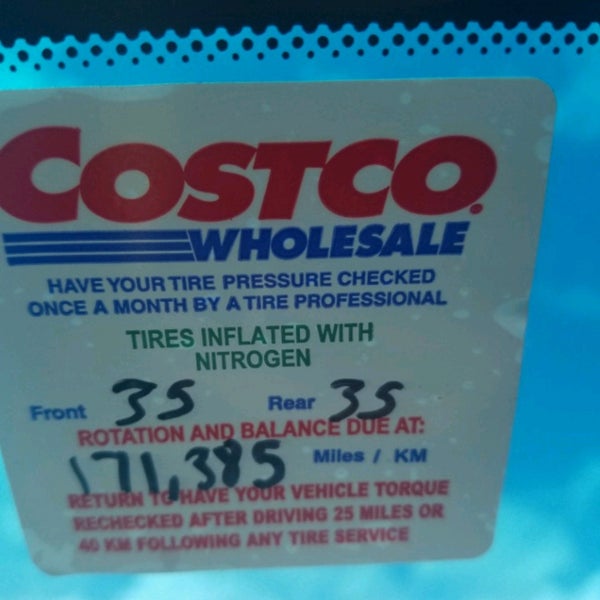 COSTCO
WHOLESALE
HAVE YOUR TIRE PRESSURE CHECKED
ONCE A MONTH BY A TIRE PROFESSIONAL
TIRES INFLATED WITH
NITROGEN
Front 35 Rear 35
ROTATION AND BALANCE DUE AT:
171,385 Miles / KM
RETURN TO HAVE YOUR VEHICLE TORQUE
RECHECKED AFTER DRIVING 25 MILES OR
40 KM FOLLOWING ANY TIRE SERVICE